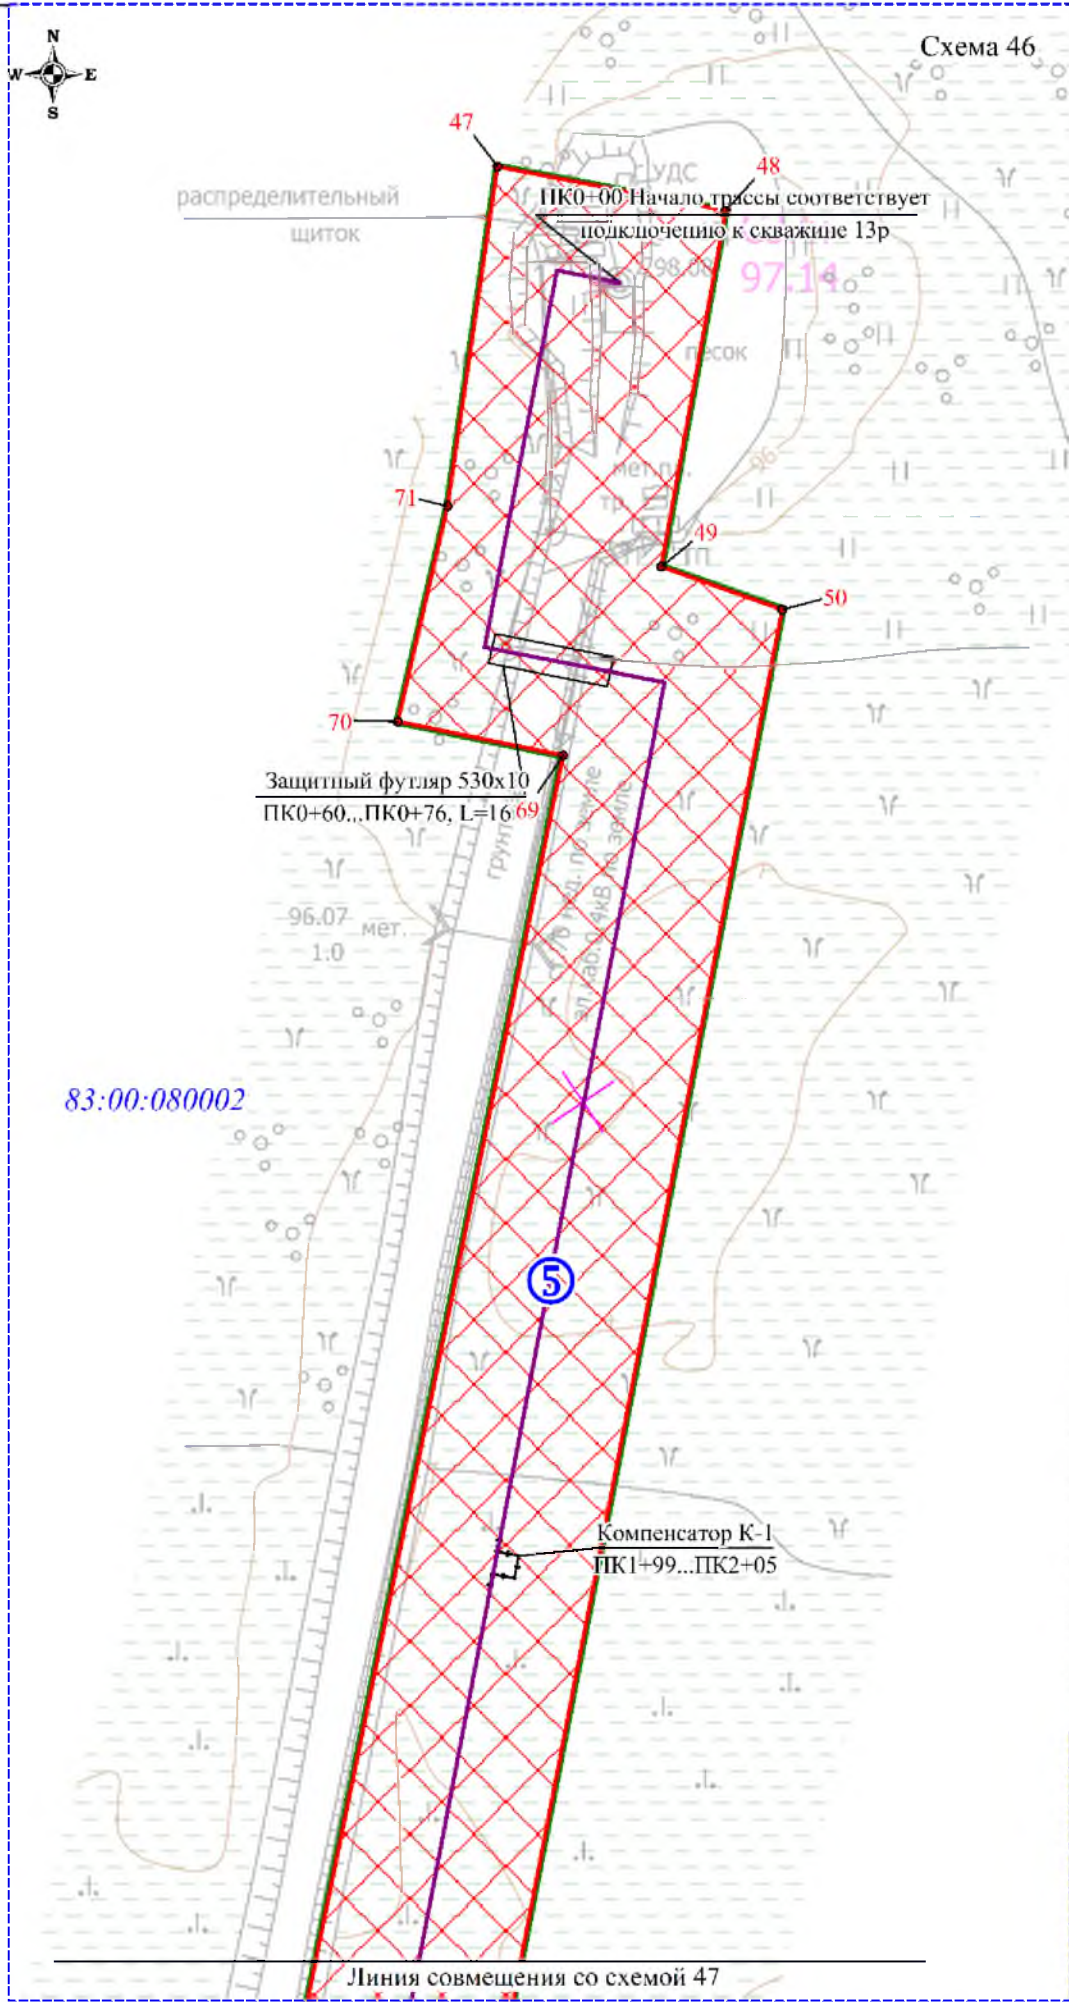 Схема 46
N
W E
S
47
48
УДС
распределительный
щиток
ПК0+00 Начало трассы соответствует
подключению к скважине 13р
98.08
97.14
песок
96
мет.
тр.
71
49
50
70
Защитный футляр 530х10
ПК0+60...ПК0+76, L=16
69
грунт
эл.каб.0,4кВ по земле
96.07
1.0
мет.
83:00:080002
5
Компенсатор К-1
ПК1+99...ПК2+05
Линия совмещения со схемой 47